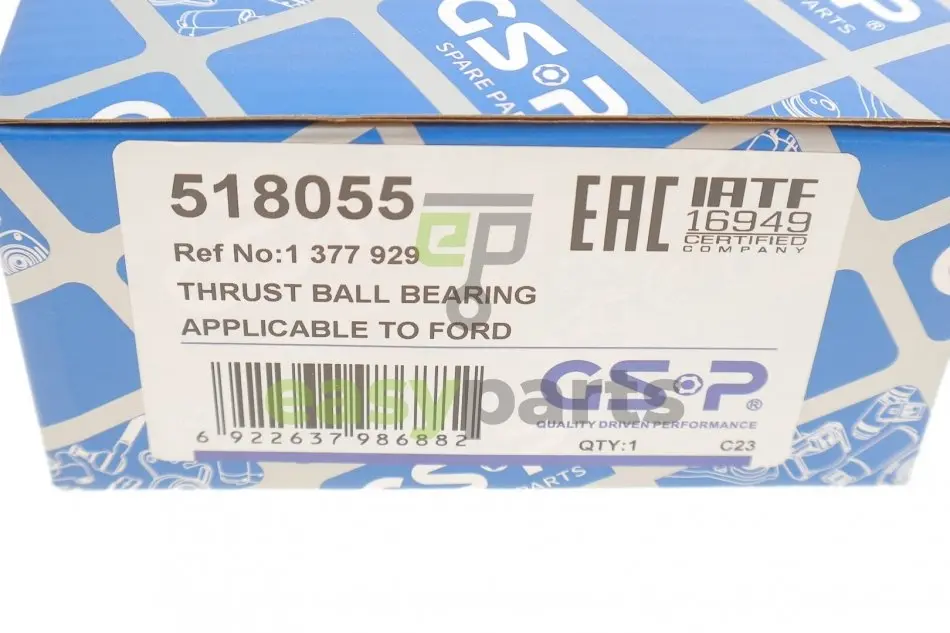 GSP®
SPARE PARTS
518055
Ref No:1 377 929
THRUST BALL BEARING
APPLICABLE TO FORD
EAC
IATF
16949
CERTIFIED
COMPANY
ep
easyparts
GSP®
QUALITY DRIVEN PERFORMANCE
6 922637 986882
QTY:1
C23